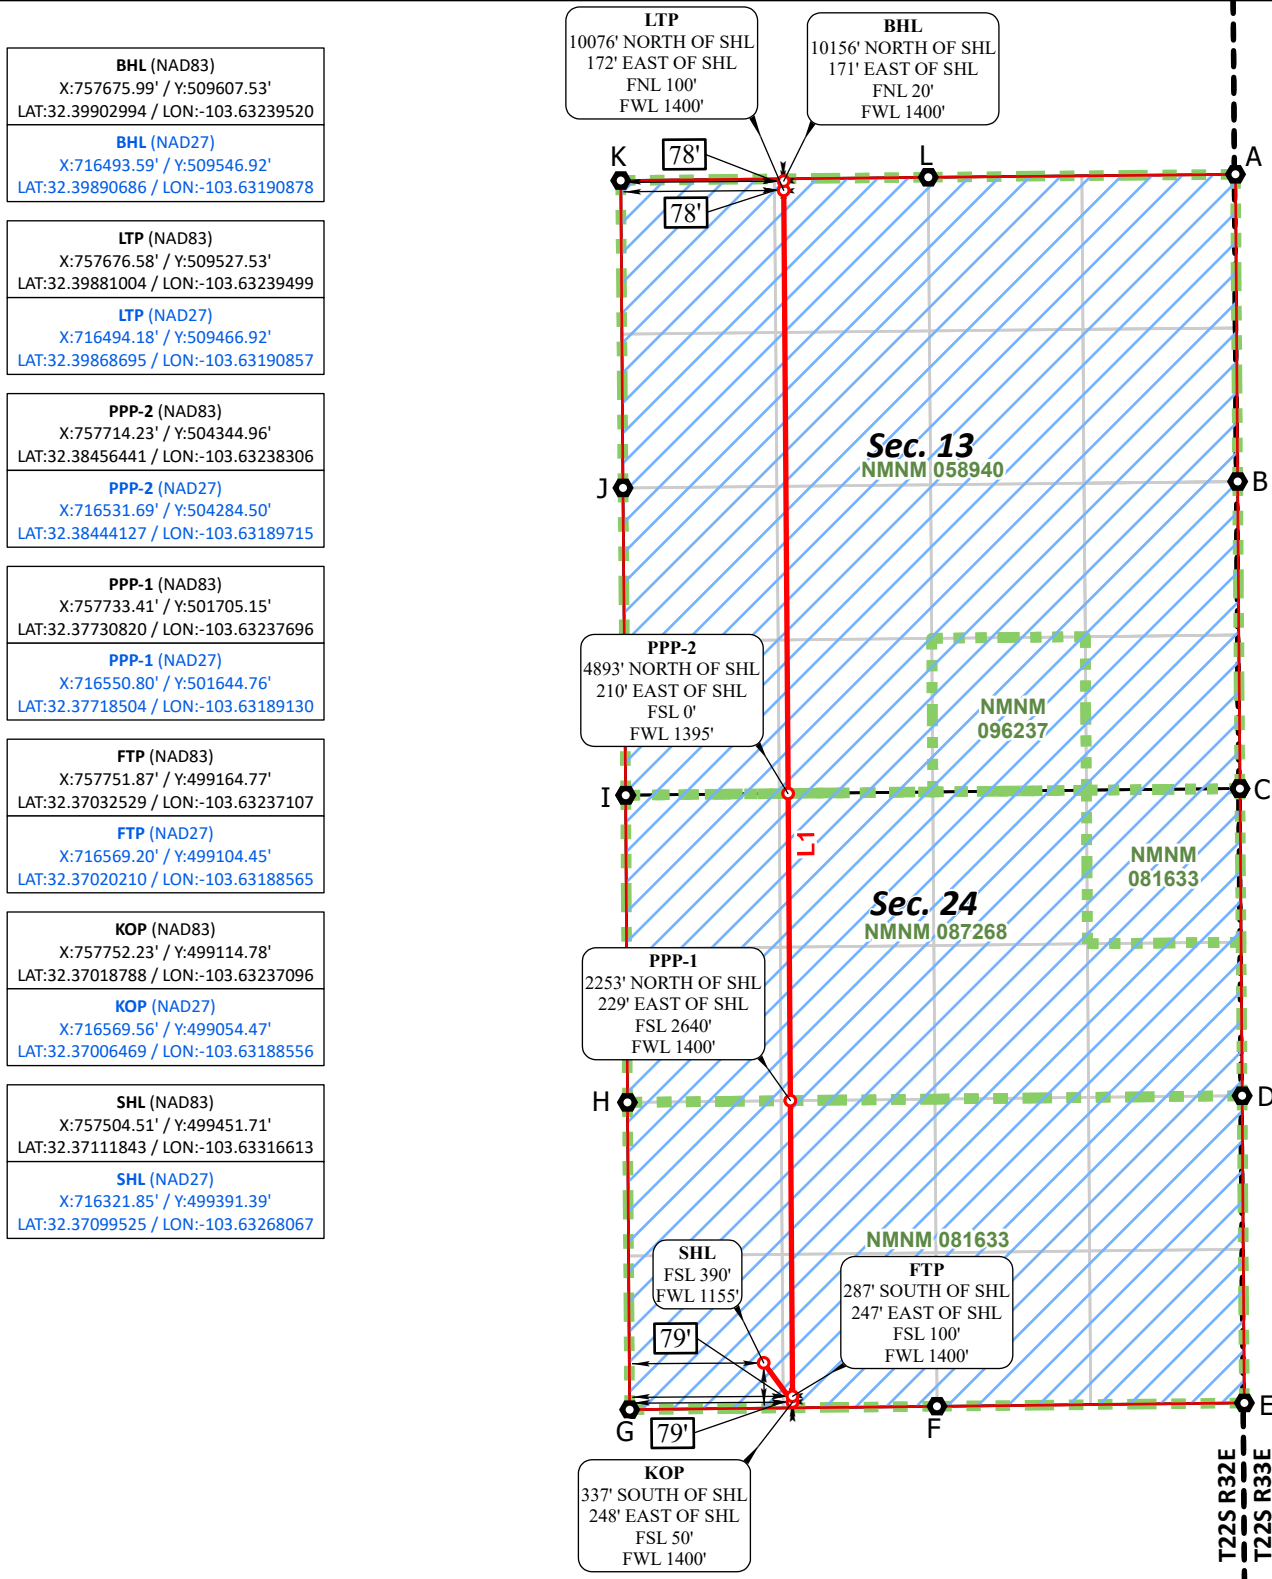 BHL (NAD83)
X:757675.99' / Y:509607.53'
LAT:32.39902994 / LON:-103.63239520
BHL (NAD27)
X:716493.59' / Y:509546.92'
LAT:32.39890686 / LON:-103.63190878
LTP (NAD83)
X:757676.58' / Y:509527.53'
LAT:32.39881004 / LON:-103.63239499
LTP (NAD27)
X:716494.18' / Y:509466.92'
LAT:32.39868695 / LON:-103.63190857
PPP-2 (NAD83)
X:757714.23' / Y:504344.96'
LAT:32.38456441 / LON:-103.63238306
PPP-2 (NAD27)
X:716531.69' / Y:504284.50'
LAT:32.38444127 / LON:-103.63189715
PPP-1 (NAD83)
X:757733.41' / Y:501705.15'
LAT:32.37730820 / LON:-103.63237696
PPP-1 (NAD27)
X:716550.80' / Y:501644.76'
LAT:32.37718504 / LON:-103.63189130
FTP (NAD83)
X:757751.87' / Y:499164.77'
LAT:32.37032529 / LON:-103.63237107
FTP (NAD27)
X:716569.20' / Y:499104.45'
LAT:32.37020210 / LON:-103.63188565
KOP (NAD83)
X:757752.23' / Y:499114.78'
LAT:32.37018788 / LON:-103.63237096
KOP (NAD27)
X:716569.56' / Y:499054.47'
LAT:32.37006469 / LON:-103.63188556
SHL (NAD83)
X:757504.51' / Y:499451.71'
LAT:32.37111843 / LON:-103.63316613
SHL (NAD27)
X:716321.85' / Y:499391.39'
LAT:32.37099525 / LON:-103.63268067
LTP
10076' NORTH OF SHL
172' EAST OF SHL
FNL 100'
FWL 1400'
BHL
10156' NORTH OF SHL
171' EAST OF SHL
FNL 20'
FWL 1400'
K
78'
L
A
78'
Sec. 13
NMNM 058940
J
B
PPP-2
4893' NORTH OF SHL
210' EAST OF SHL
FSL 0'
FWL 1395'
NMNM
096237
I
C
L1
NMNM
081633
Sec. 24
NMNM 087268
PPP-1
2253' NORTH OF SHL
229' EAST OF SHL
FSL 2640'
FWL 1400'
H
D
NMNM 081633
SHL
FSL 390'
FWL 1155'
FTP
287' SOUTH OF SHL
247' EAST OF SHL
FSL 100'
FWL 1400'
79'
G
79'
F
E
KOP
337' SOUTH OF SHL
248' EAST OF SHL
FSL 50'
FWL 1400'
T22S R32E
T22S R33E